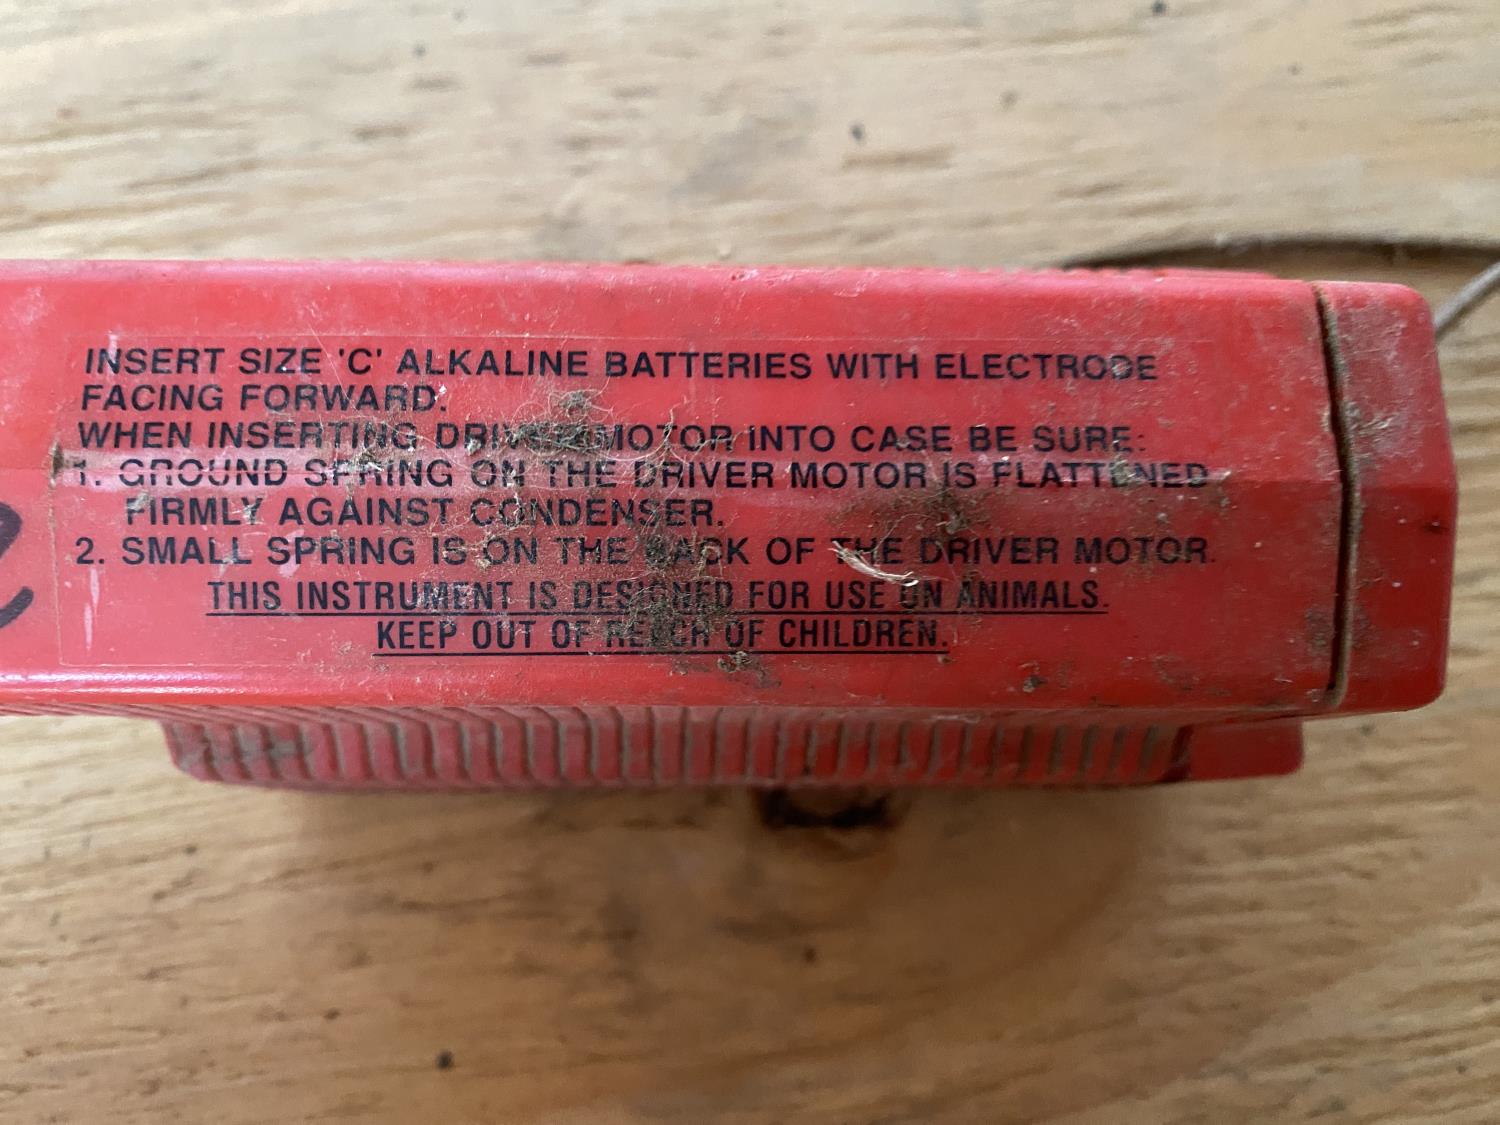 INSERT SIZE 'C' ALKALINE BATTERIES WITH ELECTRODE
FACING FORWARD.
WHEN INSERTING DRIVER MOTOR INTO CASE BE SURE:
1. GROUND SPRING ON THE DRIVER MOTOR IS FLATTENED
FIRMLY AGAINST CONDENSER.
2. SMALL SPRING IS ON THE BACK OF THE DRIVER MOTOR.
THIS INSTRUMENT IS DESIGNED FOR USE ON ANIMALS.
KEEP OUT OF REACH OF CHILDREN.